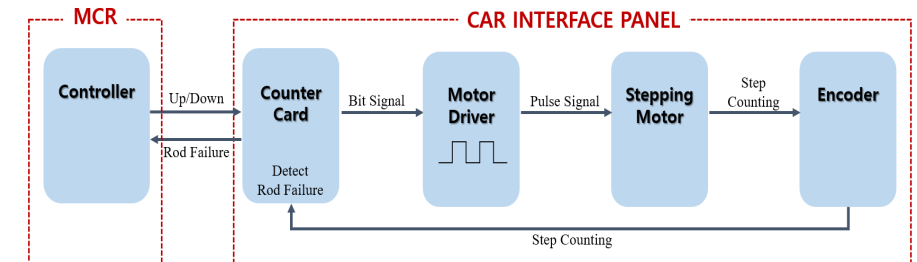 MCR
CAR INTERFACE PANEL
Controller
Up/Down
Rod Failure
Counter
Card
Detect
Rod Failure
Bit Signal
Motor
Driver
Pulse Signal
Stepping
Motor
Step
Counting
Encoder
Step Counting